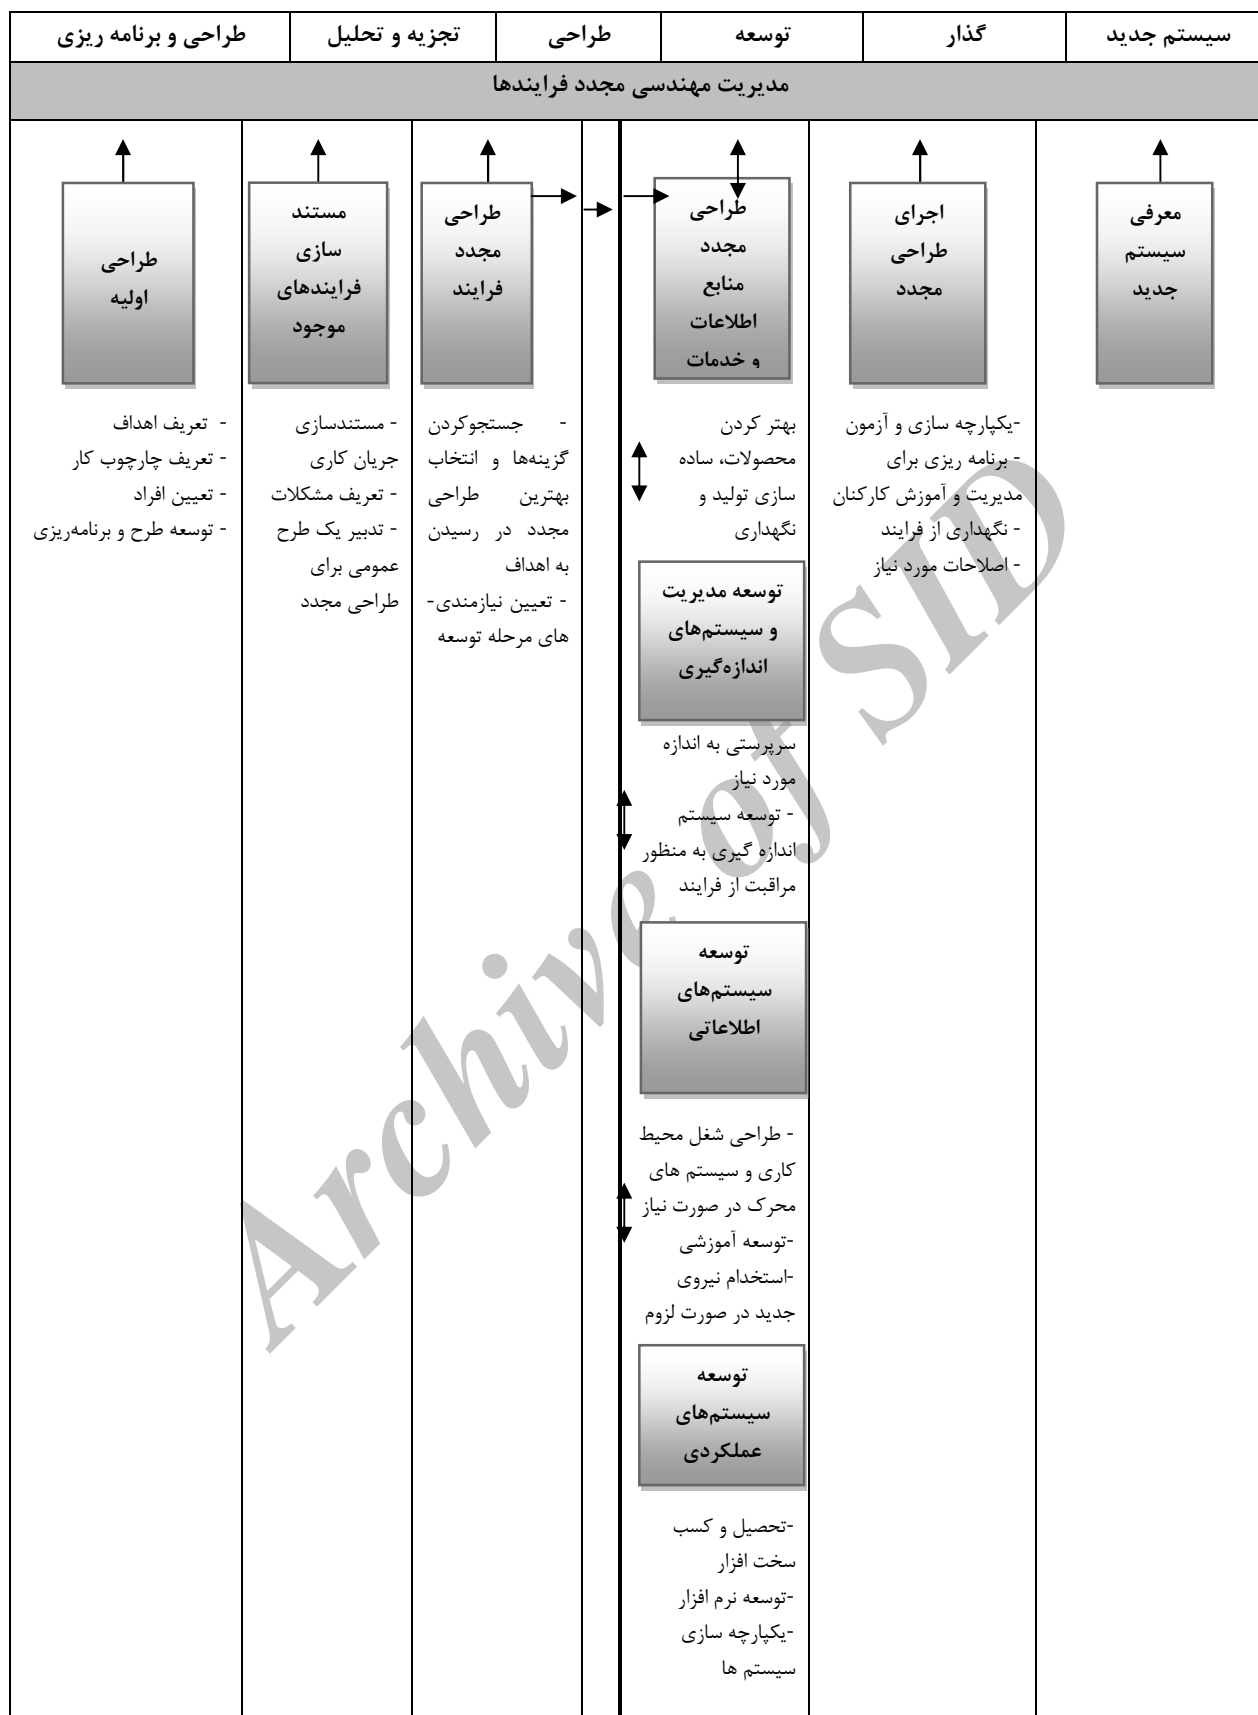 طراحی و برنامه ریزی
تجزیه و تحلیل
طراحی
توسعه
گذار
سیستم جدید
مدیریت مهندسی مجدد فرایندها
طراحی
اولیه
- تعریف اهداف
- تعریف چارچوب کار
- تعیین افراد
- توسعه طرح و برنامه‌ریزی
مستند
سازی
فرایندهای
موجود
- مستندسازی
جریان کاری
- تعریف مشکلات
- تدبیر یک طرح
عمومی برای
طراحی مجدد
طراحی
مجدد
فرایند
- جستجوکردن
گزینه‌ها و انتخاب
بهترین طراحی
مجدد در رسیدن
به اهداف
- تعیین نیازمندی-
های مرحله توسعه
طراحی
مجدد
منابع
اطلاعات
و خدمات
بهتر کردن
محصولات، ساده
سازی تولید و
نگهداری
توسعه مدیریت
و سیستم‌های
اندازه‌گیری
سرپرستی به اندازه
مورد نیاز
- توسعه سیستم
اندازه گیری به منظور
مراقبت از فرایند
توسعه
سیستم‌های
اطلاعاتی
- طراحی شغل محیط
کاری و سیستم های
محرک در صورت نیاز
-توسعه آموزشی
-استخدام نیروی
جدید در صورت لزوم
توسعه
سیستم‌های
عملکردی
-تحصیل و کسب
سخت افزار
-توسعه نرم افزار
-یکپارچه سازی
سیستم ها
اجرای
طراحی
مجدد
-یکپارچه سازی و آزمون
- برنامه ریزی برای
مدیریت و آموزش کارکنان
- نگهداری از فرایند
- اصلاحات مورد نیاز
معرفی
سیستم
جدید
Archive of SID